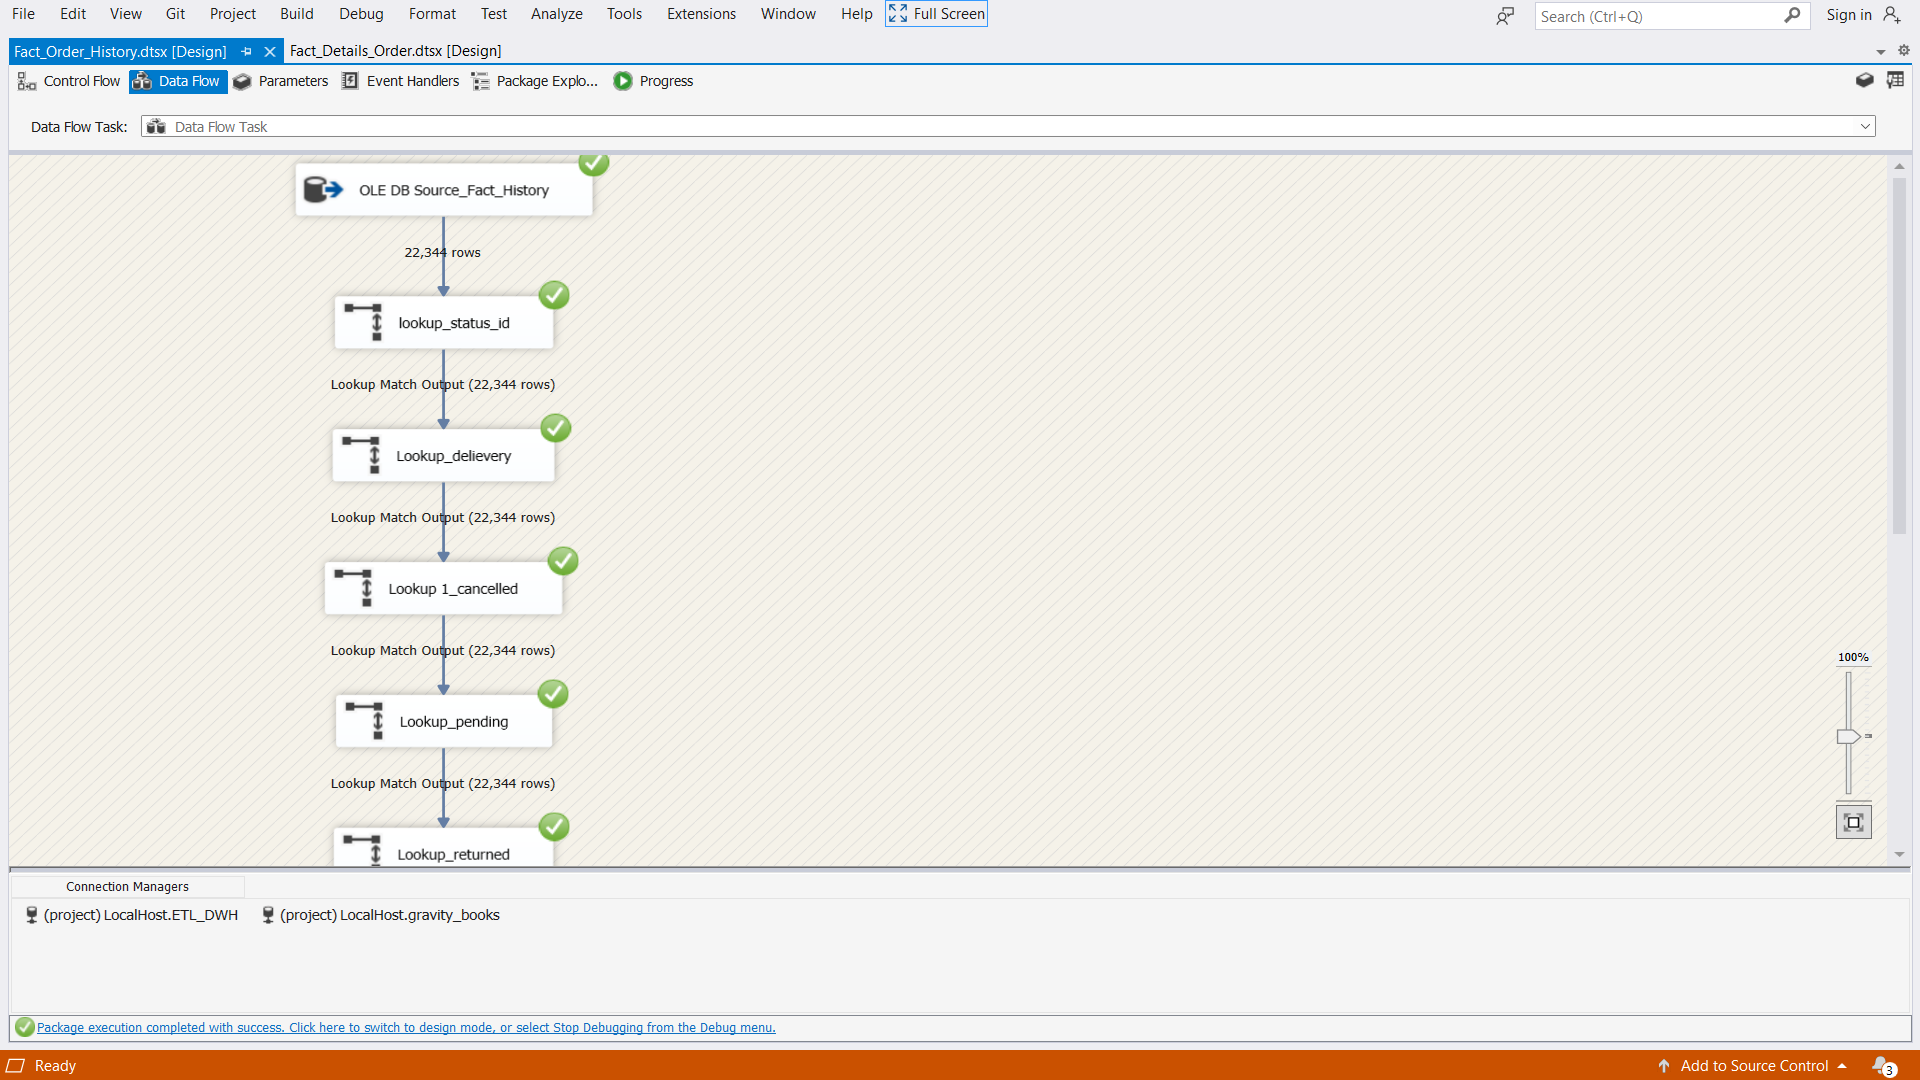 File Edit View Git Project Build Debug Format Test Analyze Tools Extensions Window Help Full Screen Search (Ctrl+Q) Sign in
Fact_Order_History.dtsx [Design] Fact_Details_Order.dtsx [Design]
Control Flow Data Flow Parameters Event Handlers Package Explo... Progress
Data Flow Task: Data Flow Task
OLE DB Source_Fact_History
22,344 rows
lookup_status_id
Lookup Match Output (22,344 rows)
Lookup_delievery
Lookup Match Output (22,344 rows)
Lookup 1_cancelled
Lookup Match Output (22,344 rows)
100%
Lookup_pending
Lookup Match Output (22,344 rows)
Lookup_returned
Connection Managers
(project) LocalHost.ETL_DWH (project) LocalHost.gravity_books
Package execution completed with success. Click here to switch to design mode, or select Stop Debugging from the Debug menu.
Ready Add to Source Control 3